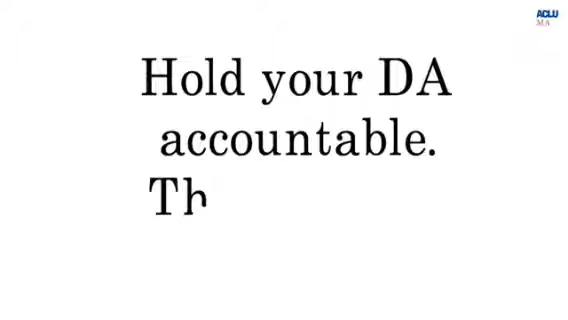 ACLU
MA
Hold your DA
accountable.
Th